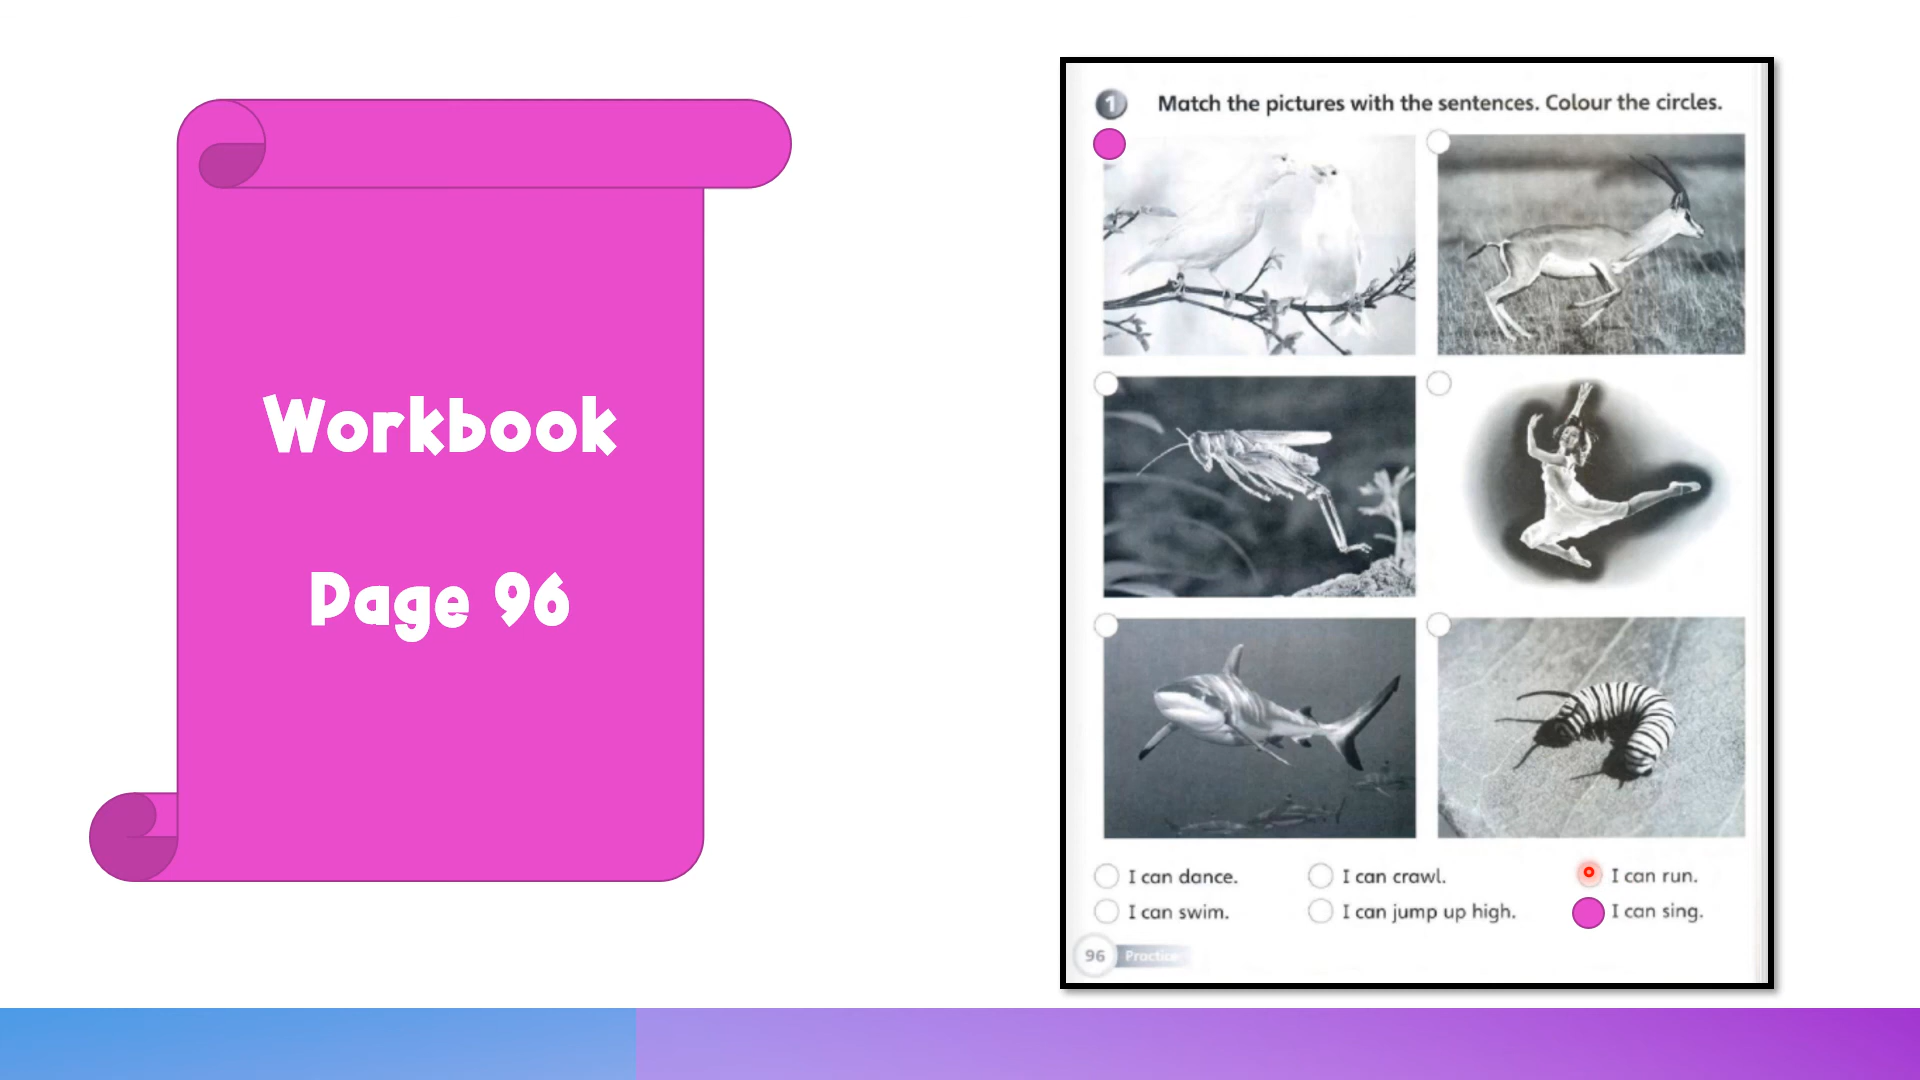 Workbook
Page 96
1 Match the pictures with the sentences. Colour the circles.
I can dance. I can crawl. I can run.
I can swim. I can jump up high. I can sing.
96 Practice